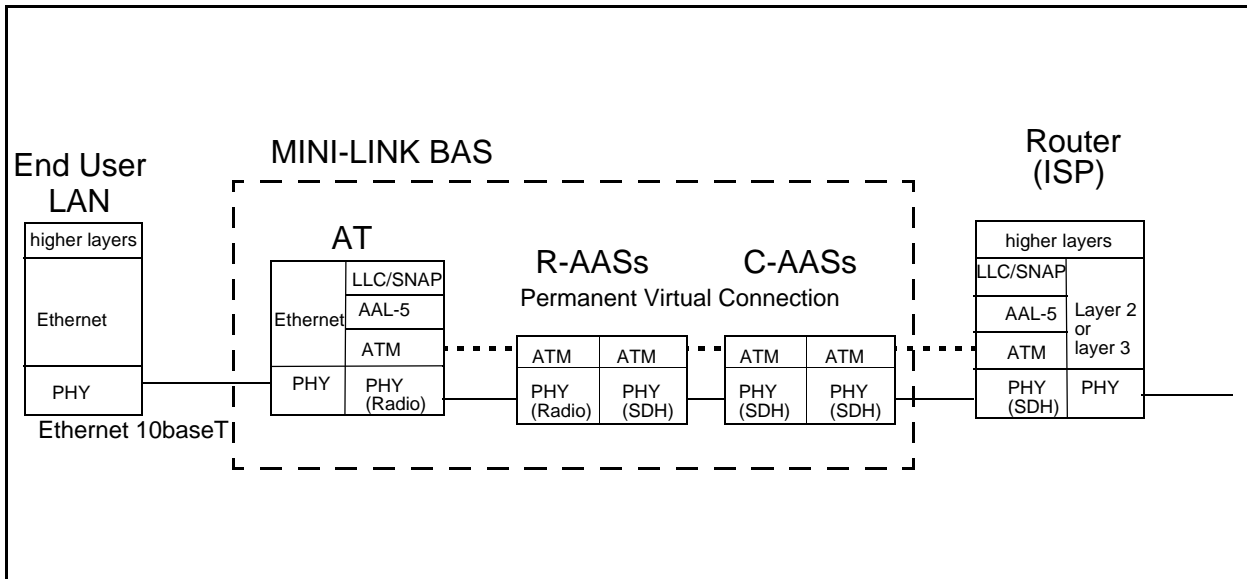 MINI-LINK BAS
End User
LAN
Router
(ISP)
higher layers
Ethernet
PHY
Ethernet 10baseT
AT
Ethernet
LLC/SNAP
AAL-5
ATM
PHY
PHY
(Radio)
R-AASs
C-AASs
Permanent Virtual Connection
ATM
ATM
PHY
(Radio)
PHY
(SDH)
ATM
ATM
PHY
(SDH)
PHY
(SDH)
higher layers
LLC/SNAP
AAL-5
ATM
Layer 2
or
layer 3
PHY
(SDH)
PHY